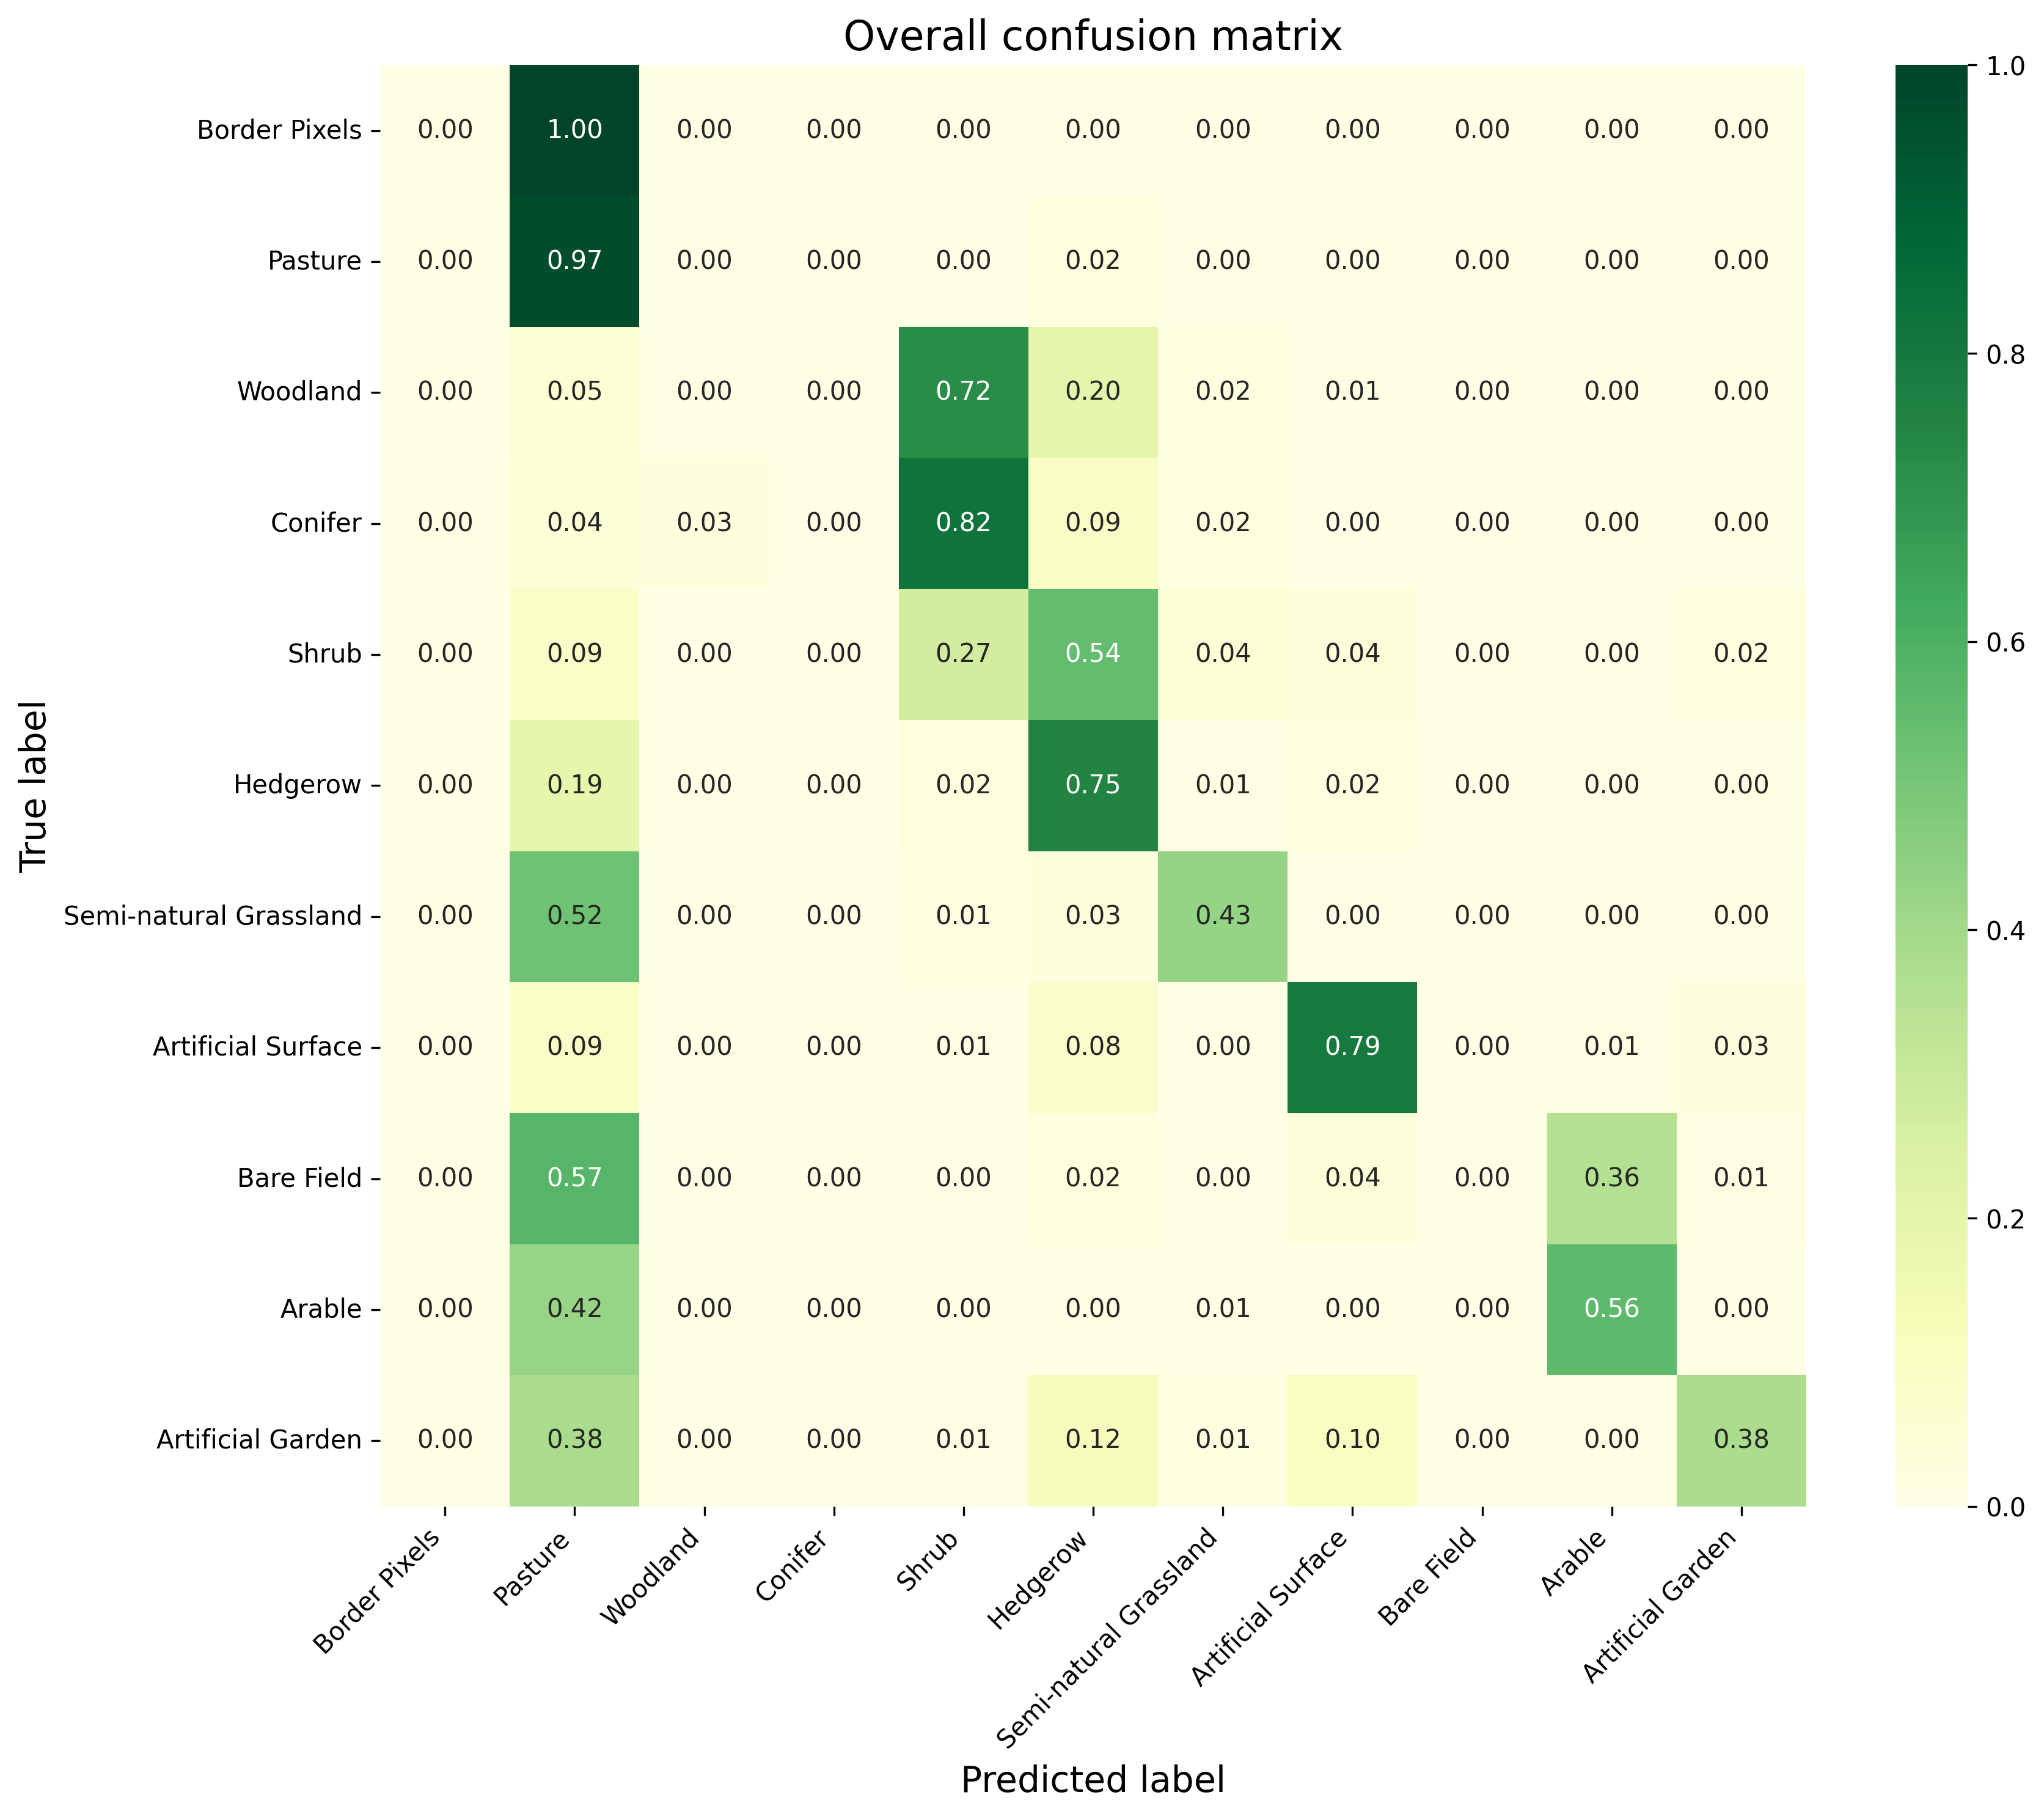 Overall confusion matrix
True label
Border Pixels 0.00 1.00 0.00 0.00 0.00 0.00 0.00 0.00 0.00 0.00 0.00
Pasture 0.00 0.97 0.00 0.00 0.00 0.02 0.00 0.00 0.00 0.00 0.00
Woodland 0.00 0.05 0.00 0.00 0.72 0.20 0.02 0.01 0.00 0.00 0.00
Conifer 0.00 0.04 0.03 0.00 0.82 0.09 0.02 0.00 0.00 0.00 0.00
Shrub 0.00 0.09 0.00 0.00 0.27 0.54 0.04 0.04 0.00 0.00 0.02
Hedgerow 0.00 0.19 0.00 0.00 0.02 0.75 0.01 0.02 0.00 0.00 0.00
Semi-natural Grassland 0.00 0.52 0.00 0.00 0.01 0.03 0.43 0.00 0.00 0.00 0.00
Artificial Surface 0.00 0.09 0.00 0.00 0.01 0.08 0.00 0.79 0.00 0.01 0.03
Bare Field 0.00 0.57 0.00 0.00 0.00 0.02 0.00 0.04 0.00 0.36 0.01
Arable 0.00 0.42 0.00 0.00 0.00 0.00 0.01 0.00 0.00 0.56 0.00
Artificial Garden 0.00 0.38 0.00 0.00 0.01 0.12 0.01 0.10 0.00 0.00 0.38
Border Pixels
Pasture
Woodland
Conifer
Shrub
Hedgerow
Semi-natural Grassland
Artificial Surface
Bare Field
Arable
Artificial Garden
Predicted label
1.0
0.8
0.6
0.4
0.2
0.0